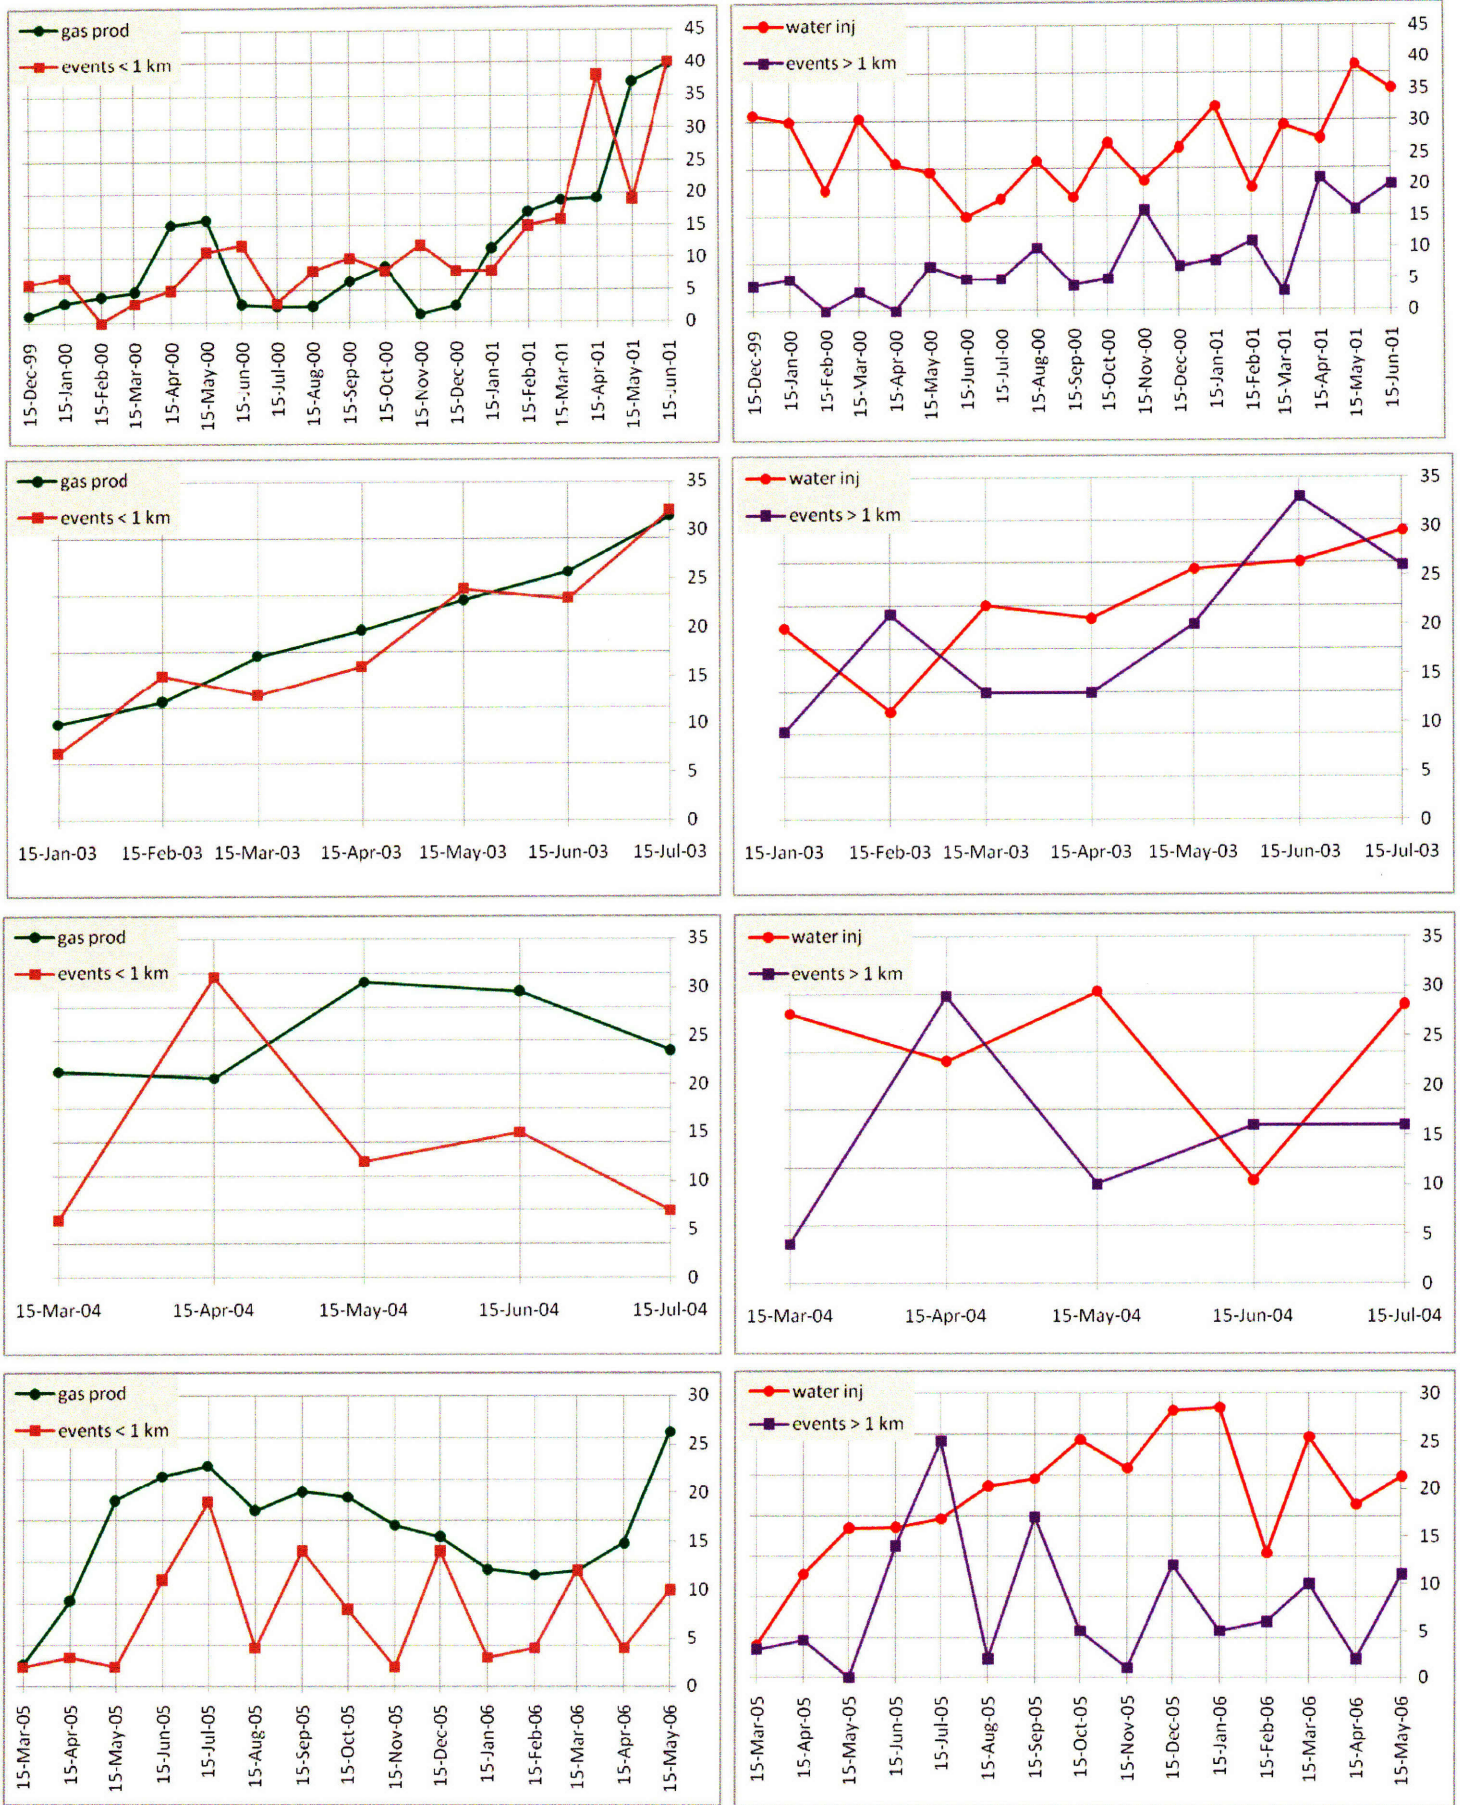 gas prod
events < 1 km
45
40
35
30
25
20
15
10
5
0
15-Dec-99
15-Jan-00
15-Feb-00
15-Mar-00
15-Apr-00
15-May-00
15-Jun-00
15-Jul-00
15-Aug-00
15-Sep-00
15-Oct-00
15-Nov-00
15-Dec-00
15-Jan-01
15-Feb-01
15-Mar-01
15-Apr-01
15-May-01
15-Jun-01
water inj
events > 1 km
45
40
35
30
25
20
15
10
5
0
15-Dec-99
15-Jan-00
15-Feb-00
15-Mar-00
15-Apr-00
15-May-00
15-Jun-00
15-Jul-00
15-Aug-00
15-Sep-00
15-Oct-00
15-Nov-00
15-Dec-00
15-Jan-01
15-Feb-01
15-Mar-01
15-Apr-01
15-May-01
15-Jun-01
gas prod
events < 1 km
35
30
25
20
15
10
5
0
15-Jan-03 15-Feb-03 15-Mar-03 15-Apr-03 15-May-03 15-Jun-03 15-Jul-03
water inj
events > 1 km
35
30
25
20
15
10
5
0
15-Jan-03 15-Feb-03 15-Mar-03 15-Apr-03 15-May-03 15-Jun-03 15-Jul-03
gas prod
events < 1 km
35
30
25
20
15
10
5
0
15-Mar-04 15-Apr-04 15-May-04 15-Jun-04 15-Jul-04
water inj
events > 1 km
35
30
25
20
15
10
5
0
15-Mar-04 15-Apr-04 15-May-04 15-Jun-04 15-Jul-04
gas prod
events < 1 km
30
25
20
15
10
5
0
15-Mar-05
15-Apr-05
15-May-05
15-Jun-05
15-Jul-05
15-Aug-05
15-Sep-05
15-Oct-05
15-Nov-05
15-Dec-05
15-Jan-06
15-Feb-06
15-Mar-06
15-Apr-06
15-May-06
water inj
events > 1 km
30
25
20
15
10
5
0
15-Mar-05
15-Apr-05
15-May-05
15-Jun-05
15-Jul-05
15-Aug-05
15-Sep-05
15-Oct-05
15-Nov-05
15-Dec-05
15-Jan-06
15-Feb-06
15-Mar-06
15-Apr-06
15-May-06